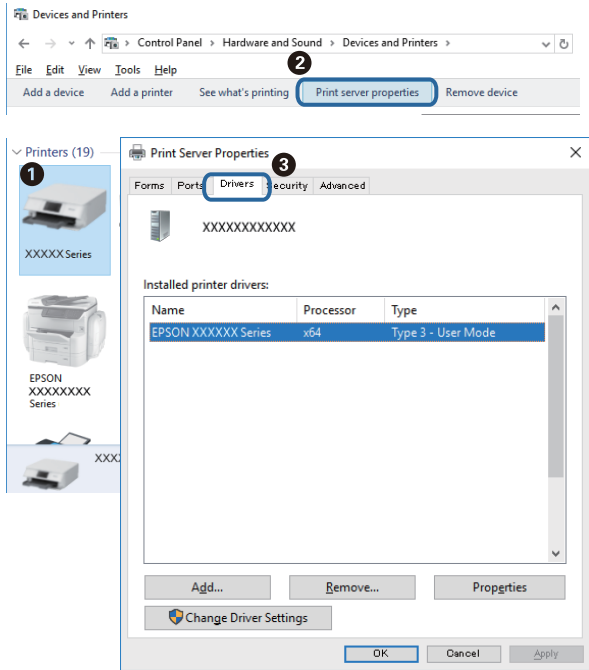 Devices and Printers
Control Panel > Hardware and Sound > Devices and Printers >
File Edit View Tools Help
2
Add a device Add a printer See what's printing Print server properties Remove device
Printers (19)
1
XXXXX Series
EPSON
XXXXXXXX
Series
XXX
Print Server Properties
3
Forms Ports Drivers ecurity Advanced
XXXXXXXXXXXX
Installed printer drivers:
Name Processor Type
EPSON XXXXXX Series x64 Type 3 - User Mode
Add... Remove... Properties
Change Driver Settings
OK Cancel Apply